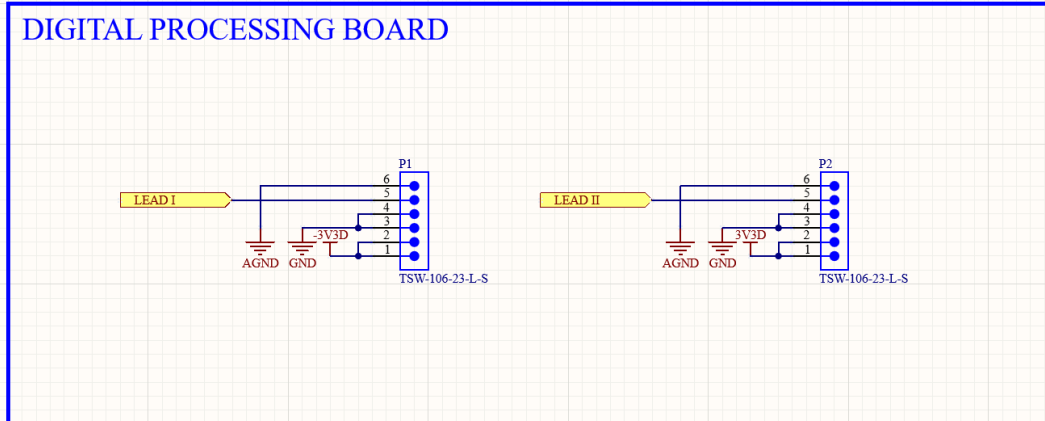 DIGITAL PROCESSING BOARD
P1
6
5
LEAD I
4
3
-3V3D
2
1
AGND
GND
TSW-106-23-L-S
P2
6
5
LEAD II
4
3
3V3D
2
1
AGND
GND
TSW-106-23-L-S